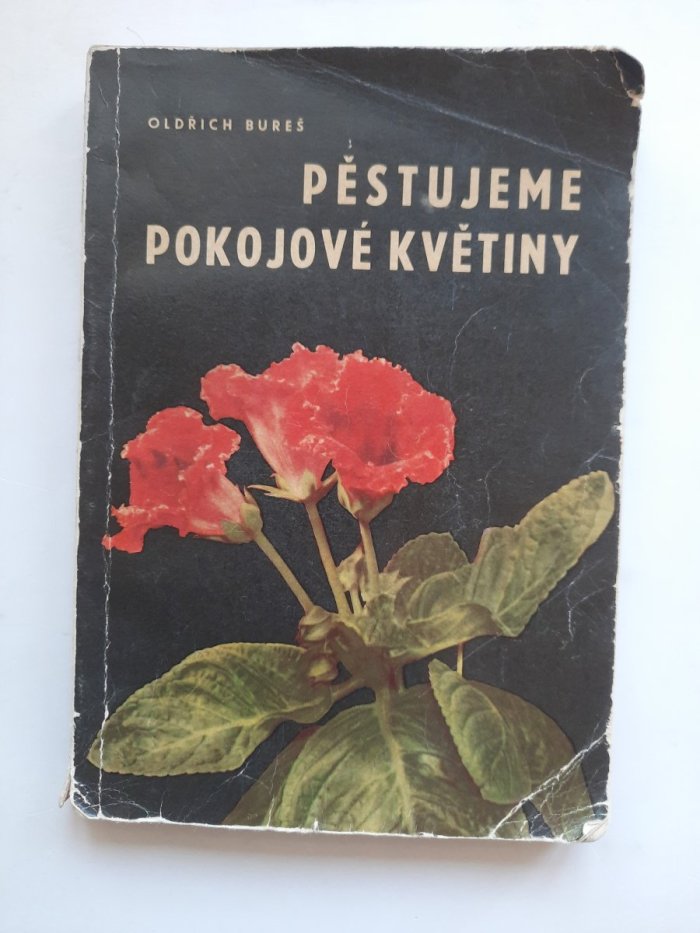 OLDŘICH BUREŠ
PĚSTUJEME
POKOJOVÉ KVĚTINY